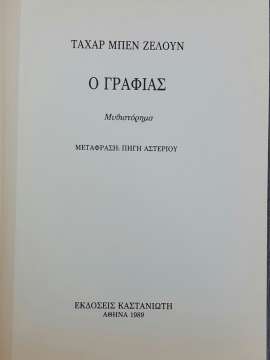 ΤΑΧΑΡ ΜΠΕΝ ΖΕΛΟΥΝ
Ο ΓΡΑΦΙΑΣ
Μυθιστόρημα
ΜΕΤΑΦΡΑΣΗ: ΠΗΓΗ ΑΣΤΕΡΙΟΥ
ΕΚΔΟΣΕΙΣ ΚΑΣΤΑΝΙΩΤΗ
ΑΘΗΝΑ 1989